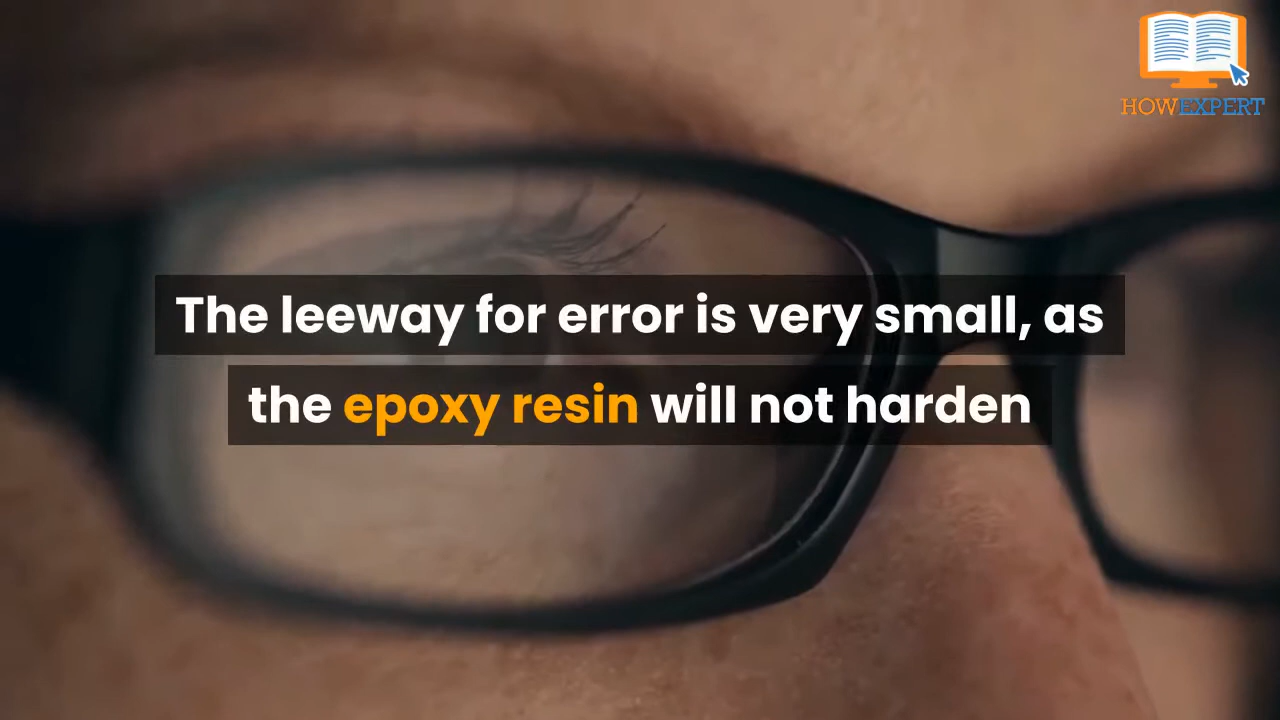 HOWEXPERT
The leeway for error is very small, as
the epoxy resin will not harden